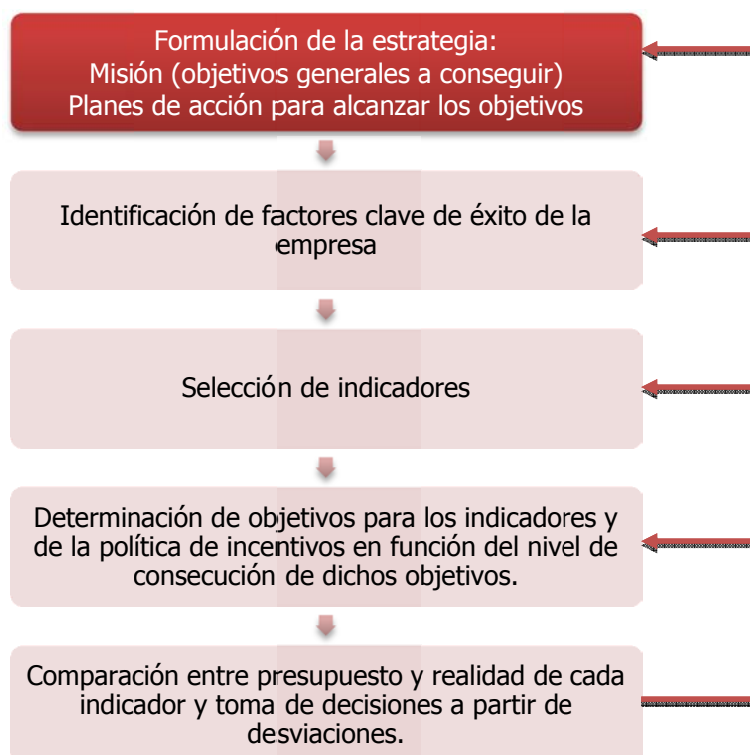 Formulación de la estrategia:
Misión (objetivos generales a conseguir)
Planes de acción para alcanzar los objetivos
Identificación de factores clave de éxito de la
empresa
Selección de indicadores
Determinación de objetivos para los indicadores y
de la política de incentivos en función del nivel de
consecución de dichos objetivos.
Comparación entre presupuesto y realidad de cada
indicador y toma de decisiones a partir de
desviaciones.